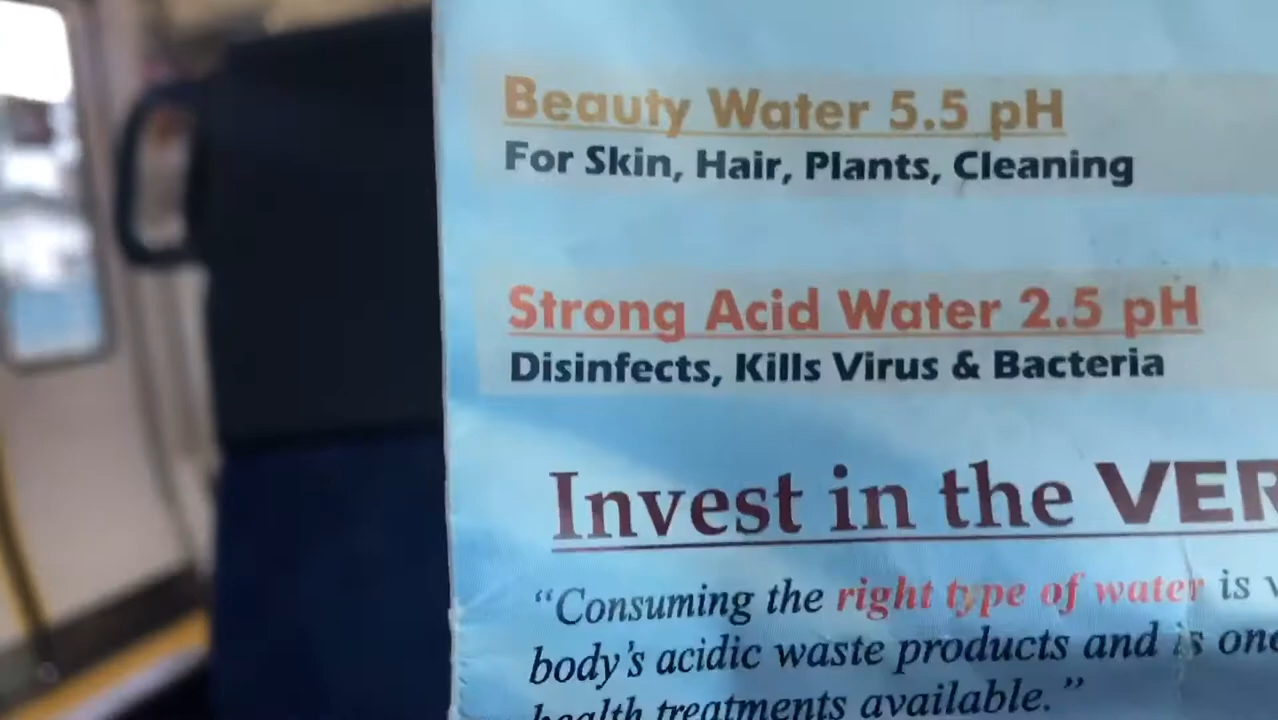 Beauty Water 5.5 pH
For Skin, Hair, Plants, Cleaning
Strong Acid Water 2.5 pH
Disinfects, Kills Virus & Bacteria
Invest in the VER
“Consuming the right type of water is
body’s acidic waste products and is one
health treatments available.”